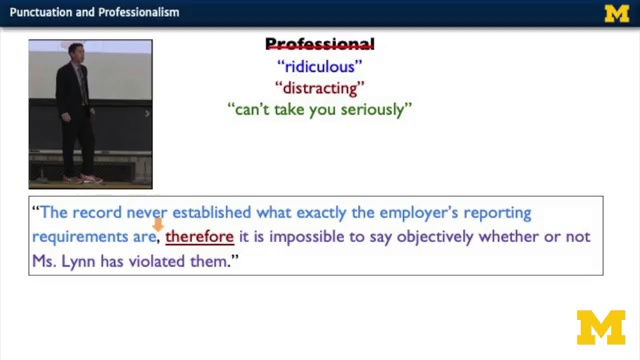 Punctuation and Professionalism
M
Professional
“ridiculous”
“distracting”
“can’t take you seriously”
“The record never established what exactly the employer’s reporting
requirements are, therefore it is impossible to say objectively whether or not
Ms. Lynn has violated them.”
M